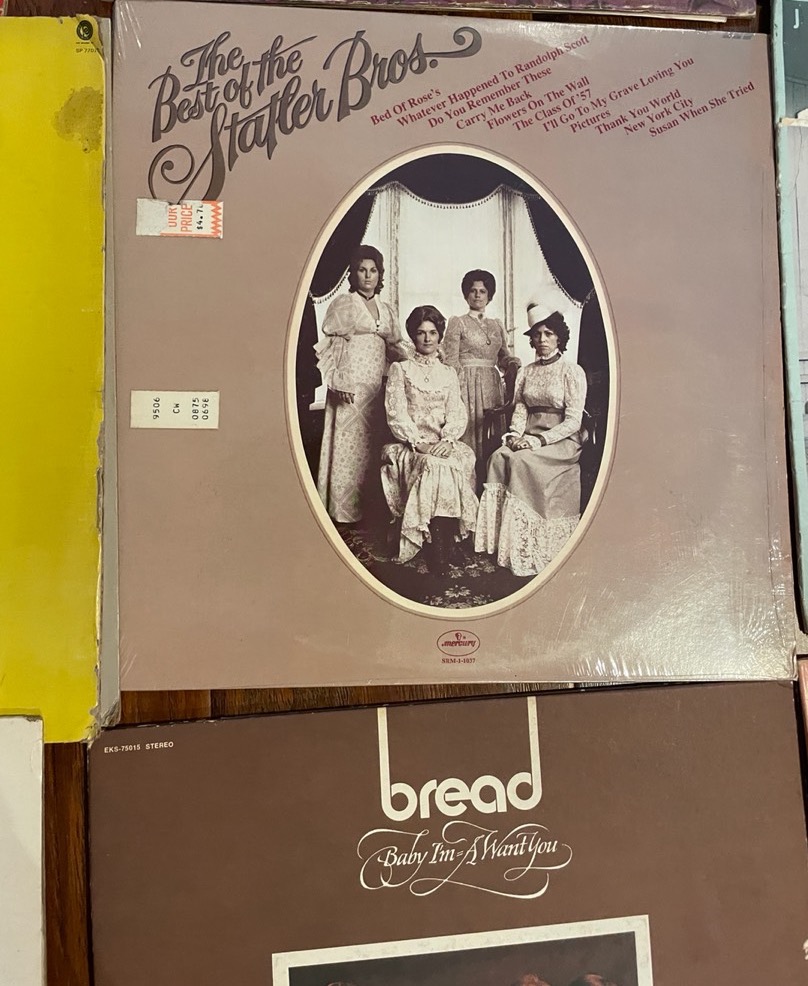 The
Best of the
Statler Bros.
Bed Of Rose's
Whatever Happened To Randolph Scott
Do You Remember These
Carry Me Back
Flowers On The Wall
The Class Of '57
I'll Go To My Grave Loving You
Pictures
Thank You World
New York City
Susan When She Tried
OUR
PRICE
9506
CW
0875
0698
mercury
SRM-1-1037
EKS-75015 STEREO
bread
Baby I'm-A Want You